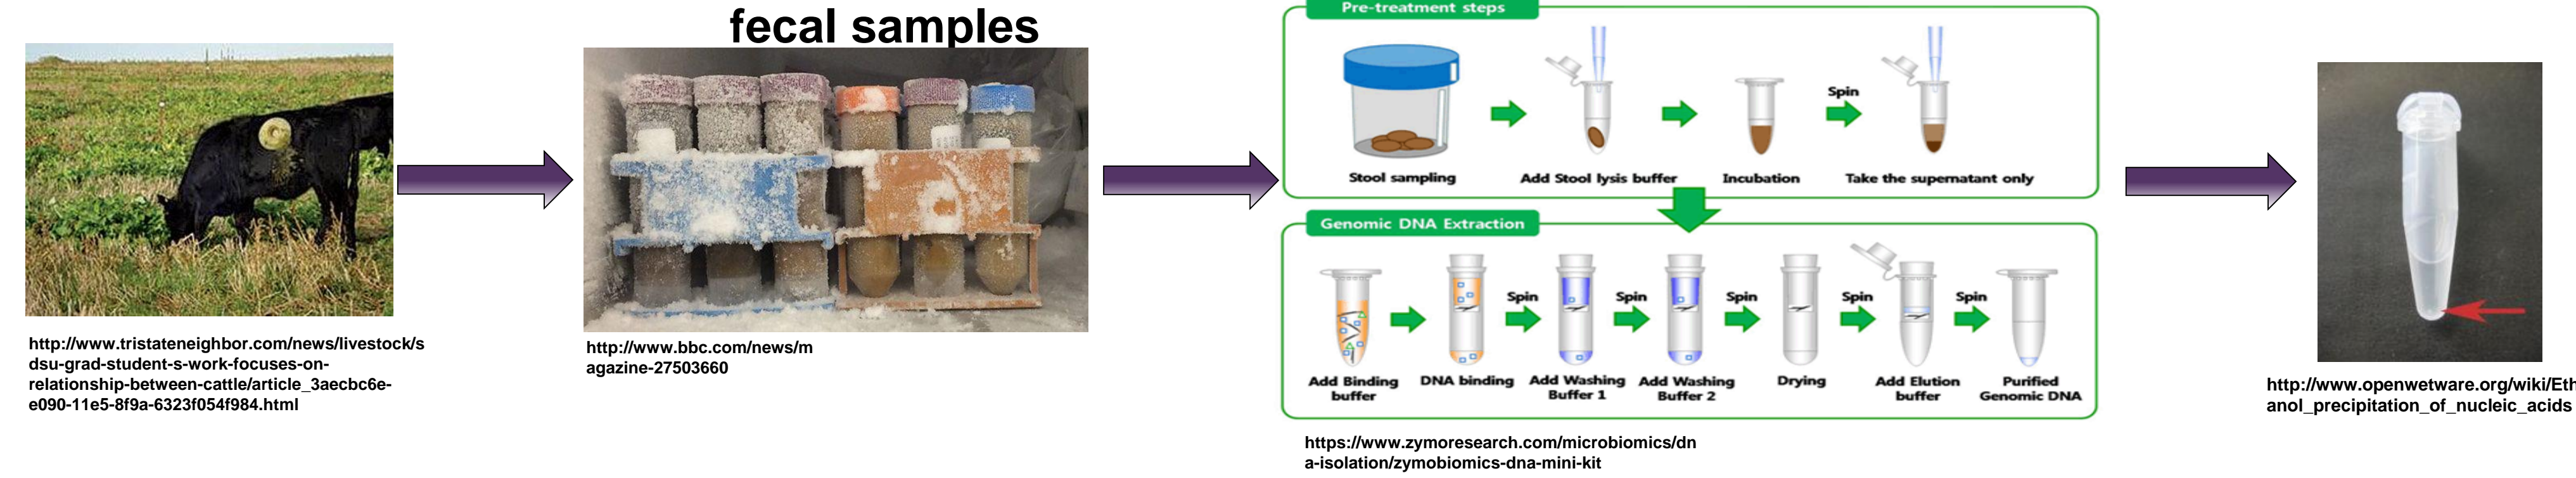 fecal samples
http://www.tristateneighbor.com/news/livestock/s
dsu-grad-student-s-work-focuses-on-
relationship-between-cattle/article_3aecbc6e-
e090-11e5-8f9a-6323f054f984.html
http://www.bbc.com/news/m
agazine-27503660
Pre-treatment steps
Spin
Stool sampling
Add Stool lysis buffer
Incubation
Take the supernatant only
Genomic DNA Extraction
Spin
Spin
Spin
Spin
Spin
Add Binding
buffer
DNA binding
Add Washing
Buffer 1
Add Washing
Buffer 2
Drying
Add Elution
buffer
Purified
Genomic DNA
https://www.zymoresearch.com/microbiomics/dn
a-isolation/zymobiomics-dna-mini-kit
http://www.openwetware.org/wiki/Eth
anol_precipitation_of_nucleic_acids